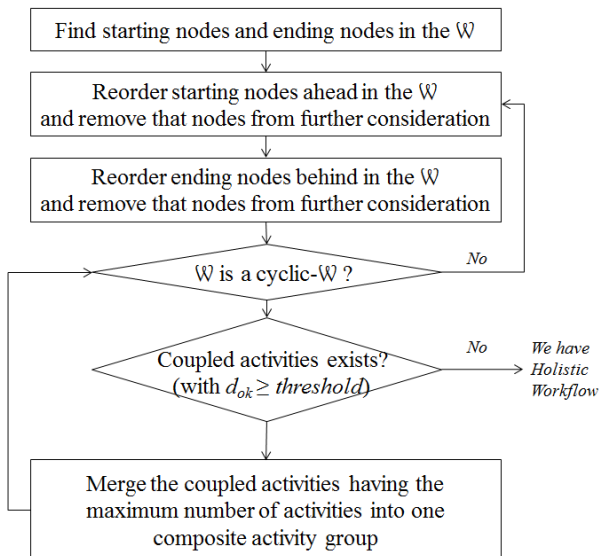 Find starting nodes and ending nodes in the 𝒲
Reorder starting nodes ahead in the 𝒲
and remove that nodes from further consideration
Reorder ending nodes behind in the 𝒲
and remove that nodes from further consideration
𝒲 is a cyclic-𝒲 ?
No
Coupled activities exists?
(with dok ≥ threshold)
No
We have
Holistic
Workflow
Merge the coupled activities having the
maximum number of activities into one
composite activity group